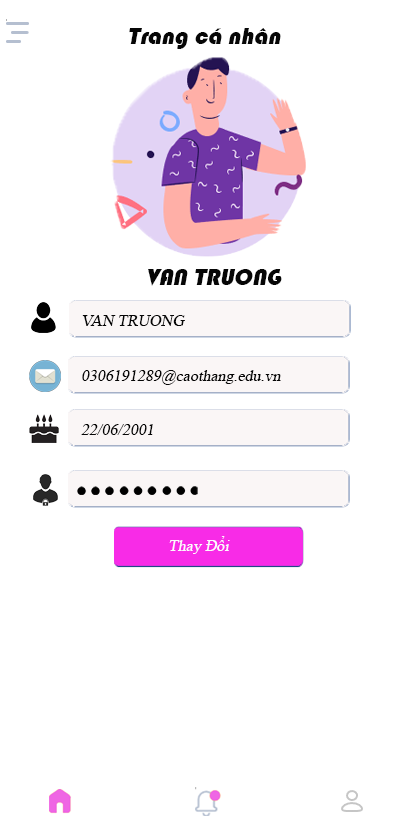 Trang cá nhân
VAN TRUONG
VAN TRUONG
0306191289@caothang.edu.vn
22/06/2001
Thay Đổi